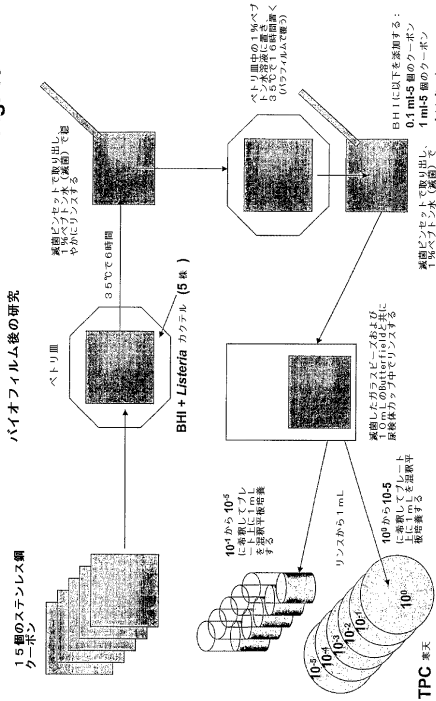 バイオフィルム後の研究
15個のステンレス鋼
クーポン
ペトリ皿
BHI + Listeria カクテル (5 株)
35℃で6時間
滅菌ピンセットで取り出し、
1%ペプトン水(滅菌)で穏
やかにリンスする
ペトリ皿中の1%ペプ
トン水溶液に置き、
35℃で16時間置く
(パラフィルムで覆う)
滅菌ピンセットで取り出し、
1%ペプトン水(滅菌)で
BHIに以下を添加する:
0.1 ml-5 個のクーポン
1 ml-5 個のクーポン
滅菌したガラスビーズおよび
10mLのButterfieldと共に
尿検体カップ中でリンスする
リンスから1mL
10-1 から 10-5
に希釈してプレ
ート上に1mL
を混釈平板培養
する
100 から 10-5
に希釈してプレート
上に1mLを混釈平
板培養する
10-5
10-4
10-3
10-2
10-1
100
TPC 寒天